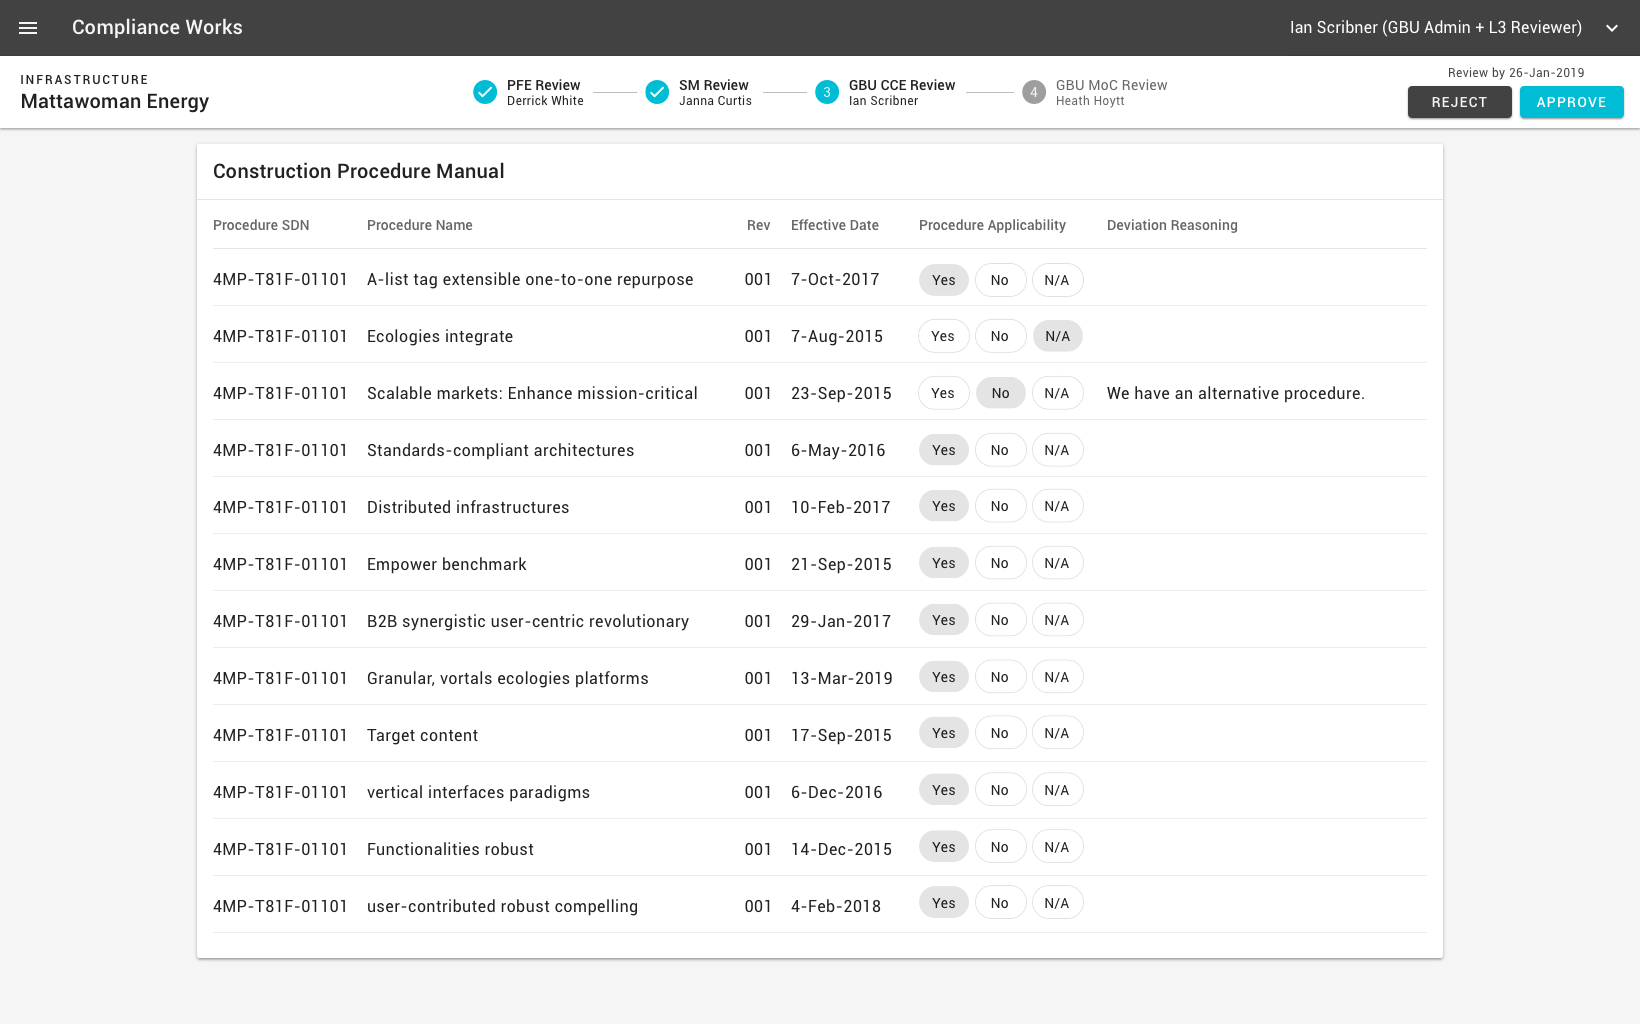 Compliance Works
Ian Scribner (GBU Admin + L3 Reviewer)
INFRASTRUCTURE
Mattawoman Energy
PFE Review
Derrick White
SM Review
Janna Curtis
3
GBU CCE Review
Ian Scribner
4
GBU MoC Review
Heath Hoytt
Review by 26-Jan-2019
REJECT
APPROVE
Construction Procedure Manual
Procedure SDN Procedure Name Rev Effective Date Procedure Applicability Deviation Reasoning
4MP-T81F-01101 A-list tag extensible one-to-one repurpose 001 7-Oct-2017 Yes No N/A
4MP-T81F-01101 Ecologies integrate 001 7-Aug-2015 Yes No N/A
4MP-T81F-01101 Scalable markets: Enhance mission-critical 001 23-Sep-2015 Yes No N/A We have an alternative procedure.
4MP-T81F-01101 Standards-compliant architectures 001 6-May-2016 Yes No N/A
4MP-T81F-01101 Distributed infrastructures 001 10-Feb-2017 Yes No N/A
4MP-T81F-01101 Empower benchmark 001 21-Sep-2015 Yes No N/A
4MP-T81F-01101 B2B synergistic user-centric revolutionary 001 29-Jan-2017 Yes No N/A
4MP-T81F-01101 Granular, vortals ecologies platforms 001 13-Mar-2019 Yes No N/A
4MP-T81F-01101 Target content 001 17-Sep-2015 Yes No N/A
4MP-T81F-01101 vertical interfaces paradigms 001 6-Dec-2016 Yes No N/A
4MP-T81F-01101 Functionalities robust 001 14-Dec-2015 Yes No N/A
4MP-T81F-01101 user-contributed robust compelling 001 4-Feb-2018 Yes No N/A